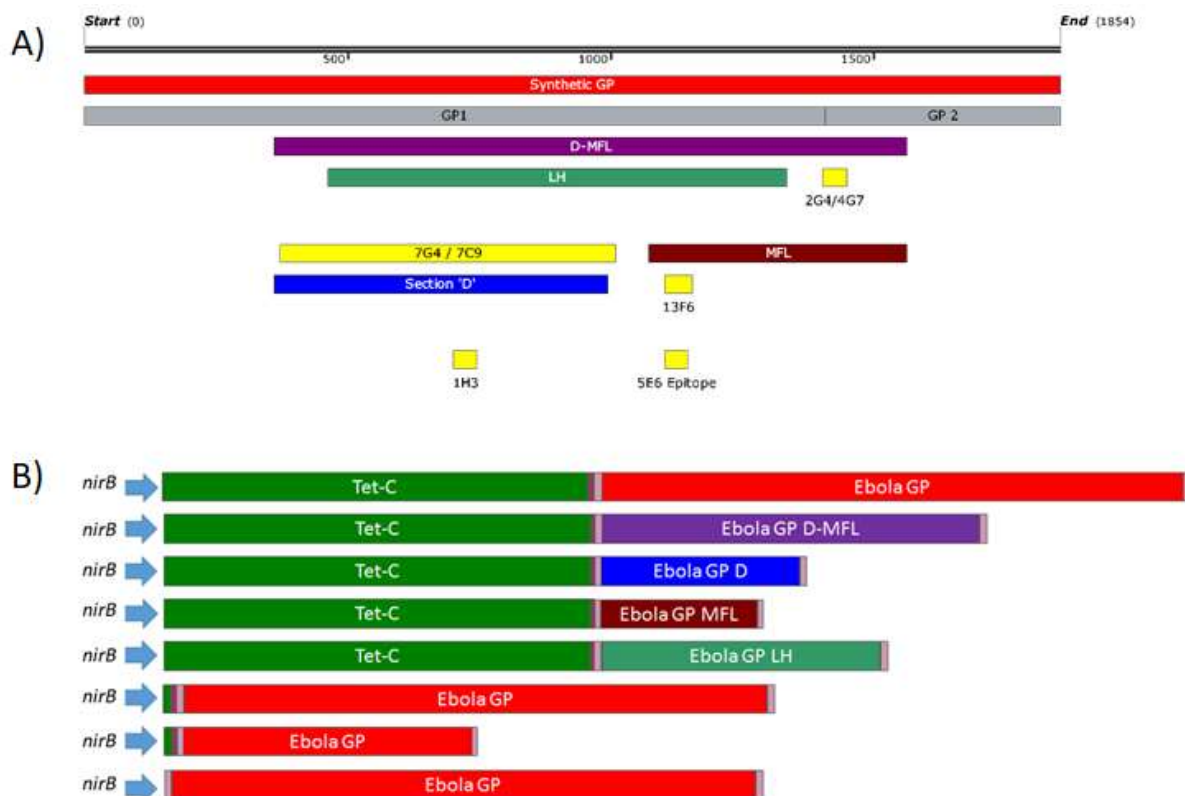 A)
Start (0) End (1854)
500 1000 1500
Synthetic GP
GP1 GP 2
D-MFL
LH
2G4/4G7
7G4 / 7C9 MFL
Section 'D'
13F6
1H3 5E6 Epitope
B)
nirB Tet-C Ebola GP
nirB Tet-C Ebola GP D-MFL
nirB Tet-C Ebola GP D
nirB Tet-C Ebola GP MFL
nirB Tet-C Ebola GP LH
nirB Ebola GP
nirB Ebola GP
nirB Ebola GP